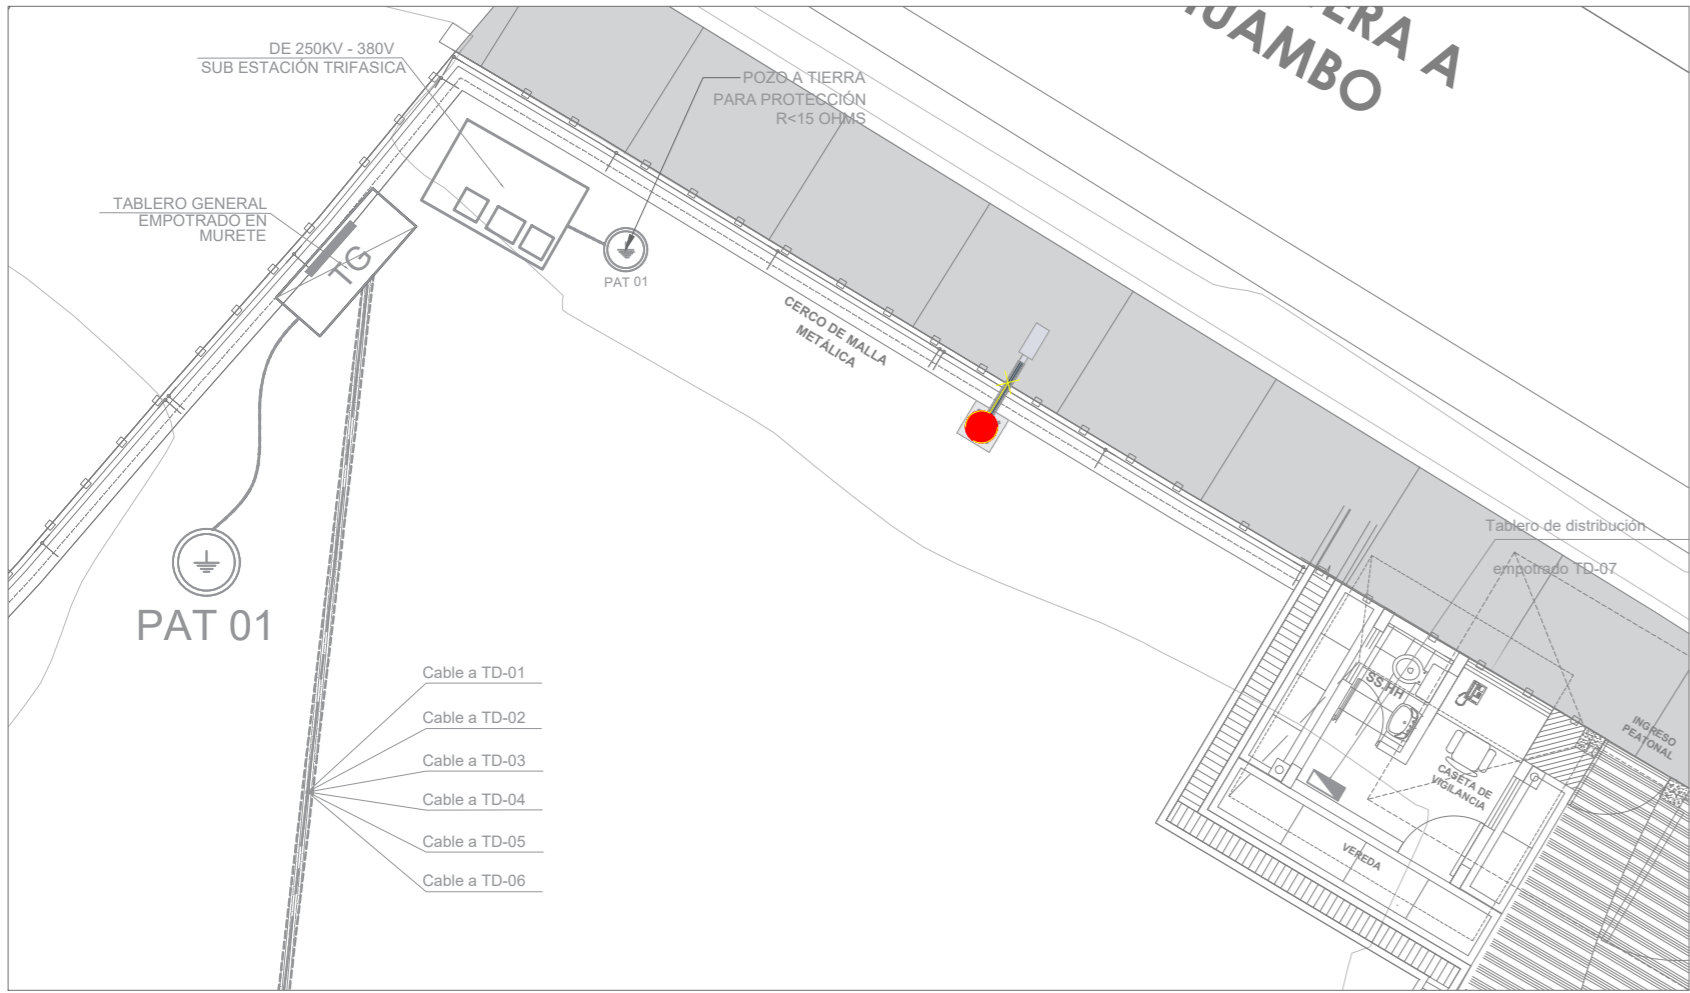 ERA A
HUAMBO
DE 250KV - 380V
SUB ESTACIÓN TRIFASICA
POZO A TIERRA
PARA PROTECCIÓN
R<15 OHMS
TABLERO GENERAL
EMPOTRADO EN
MURETE
TG
PAT 01
CERCO DE MALLA
METÁLICA
PAT 01
Tablero de distribución
empotrado TD-07
Cable a TD-01
Cable a TD-02
Cable a TD-03
Cable a TD-04
Cable a TD-05
Cable a TD-06
SS.HH
INGRESO
PEATONAL
CASETA DE
VIGILANCIA
VEREDA